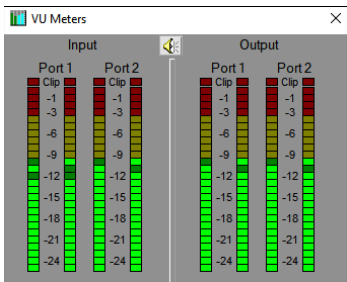 VU Meters
Input Output
Port 1 Port 2 Port 1 Port 2
Clip Clip Clip Clip
-1 -1 -1 -1
-3 -3 -3 -3
-6 -6 -6 -6
-9 -9 -9 -9
-12 -12 -12 -12
-15 -15 -15 -15
-18 -18 -18 -18
-21 -21 -21 -21
-24 -24 -24 -24